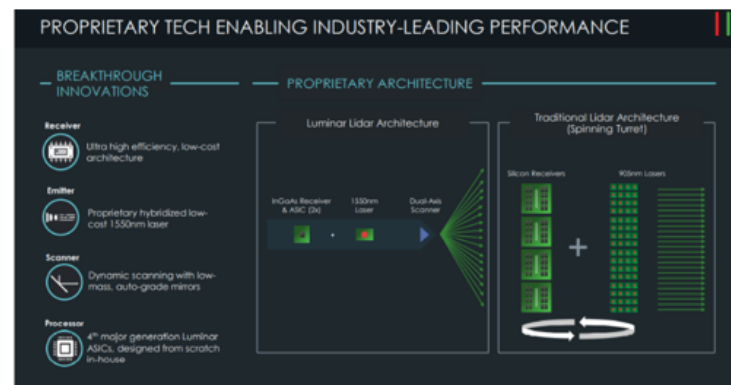 PROPRIETARY TECH ENABLING INDUSTRY-LEADING PERFORMANCE
BREAKTHROUGH
INNOVATIONS
Receiver
Ultra high efficiency, low-cost
architecture
Emitter
Proprietary hybridized low-
cost 1550nm laser
Scanner
Dynamic scanning with low-
mass, auto-grade mirrors
Processor
4th major generation Luminar
ASICs, designed from scratch
in-house
PROPRIETARY ARCHITECTURE
Luminar Lidar Architecture
InGaAs Receiver
& ASIC (2x)
1550nm
Laser
Dual-Axis
Scanner
+
Traditional Lidar Architecture
(Spinning Turret)
Silicon Receivers
905nm Lasers
+